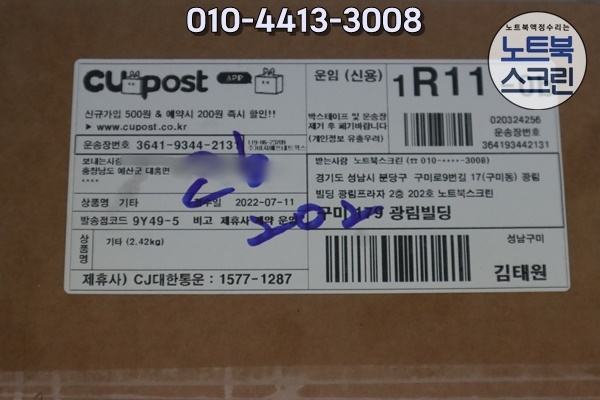 010-4413-3008
노트북액정수리는
노트북
스크린
CU post APP
신규가입 500원 & 예약시 200원 즉시 할인!!
▶ www.cupost.co.kr
운임 (신용)
1R11
박스테이프 및 운송장
제거 후 폐기바랍니다
(개인정보 유출우려)
020324256
운송장번호
364193442131
운송장번호 3641-9344-2131
보내는사람
충청남도 예산군 대흥면
받는사람 노트북스크린 (☎ 010-****-3008)
경기도 성남시 분당구 구미로9번길 17(구미동) 광림
빌딩 광림프라자 2층 202호 노트북스크린
구미 179 광림빌딩
상품명 기타
2022-07-11
발송점코드 9Y49-5 비고 제휴사
cb
202
상품명
기타 (2.42kg)
성남구미
김태원
제휴사) CJ대한통운 : 1577-1287